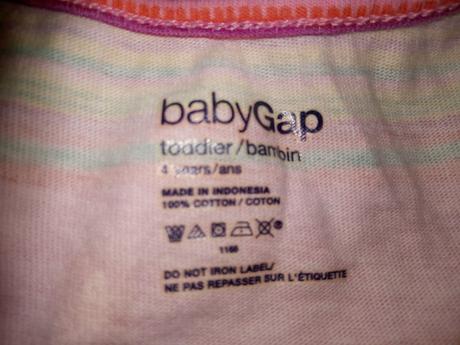 babyGap
toddler/bambin
4 years/ans
MADE IN INDONESIA
100% COTTON / COTON
1166
DO NOT IRON LABEL/
NE PAS REPASSER SUR L'ÉTIQUETTE